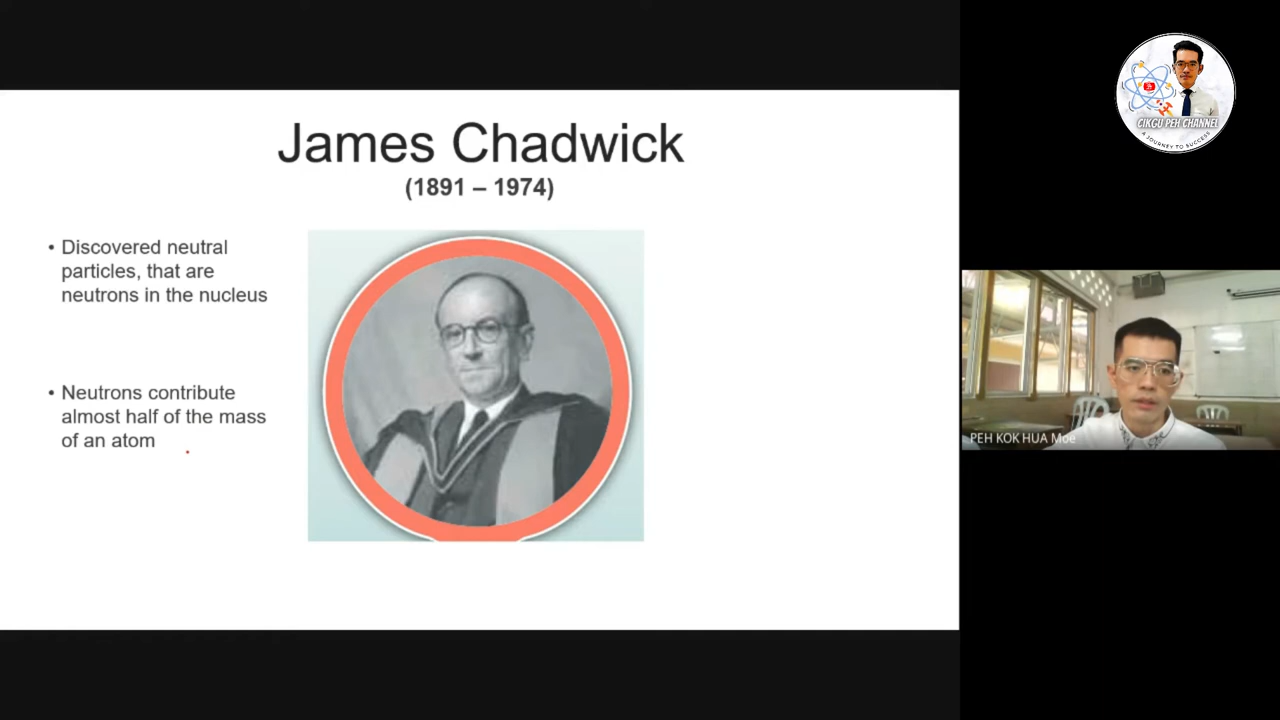 James Chadwick
(1891 – 1974)
• Discovered neutral
particles, that are
neutrons in the nucleus
• Neutrons contribute
almost half of the mass
of an atom
CIKGU PEH CHANNEL
A JOURNEY TO SUCCESS
PEH KOK HUA Moe